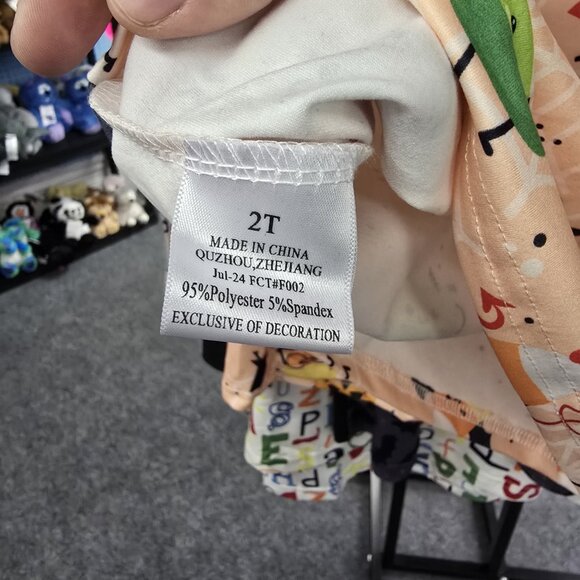 2T
MADE IN CHINA
QUZHOU,ZHEJIANG
Jul-24 FCT#F002
95%Polyester 5%Spandex
EXCLUSIVE OF DECORATION